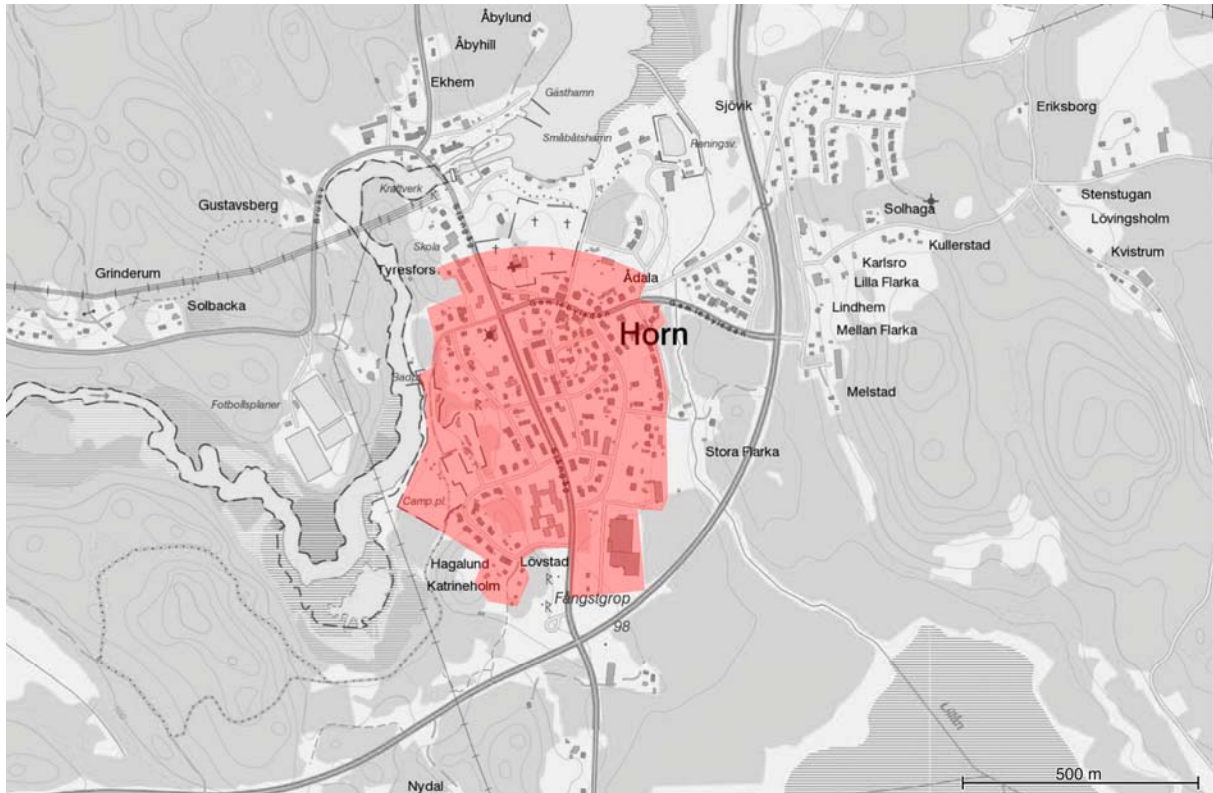 Åbylund
Åbyhill
Ekhem
Gästhamn
Sjövik
Eriksborg
Småbåtshamn
Reningsv.
Kraftverk
Stenstugan
Gustavsberg
Solhaga
Lövingsholm
Skola
Kullerstad
Kvistrum
Grinderum
Tyresfors
Ådala
Karlsro
Lilla Flarka
Solbacka
Lindhem
Horn
Mellan Flarka
Badpl.
Melstad
Fotbollsplaner
Stora Flarka
Camp.pl.
Hagalund
Lövstad
Katrineholm
Fångstgrop
98
Lillån
Nydal
500 m